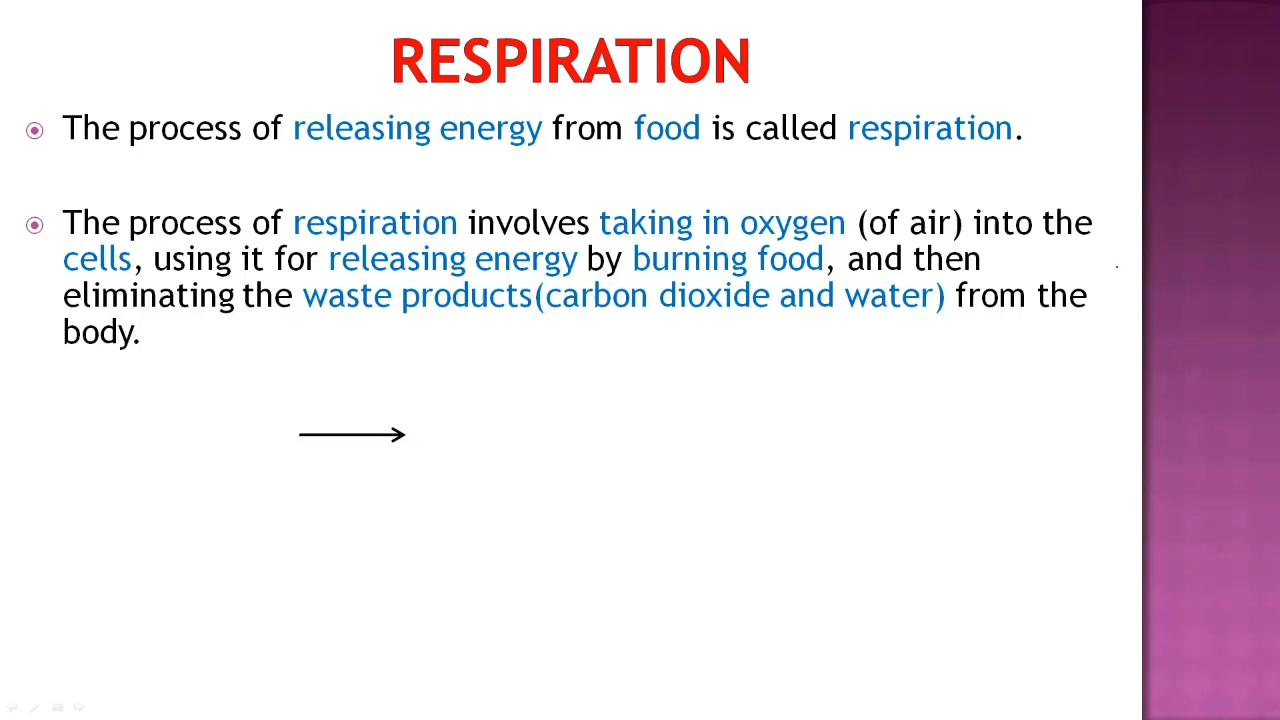 RESPIRATION
The process of releasing energy from food is called respiration.
The process of respiration involves taking in oxygen (of air) into the
cells, using it for releasing energy by burning food, and then
eliminating the waste products(carbon dioxide and water) from the
body.